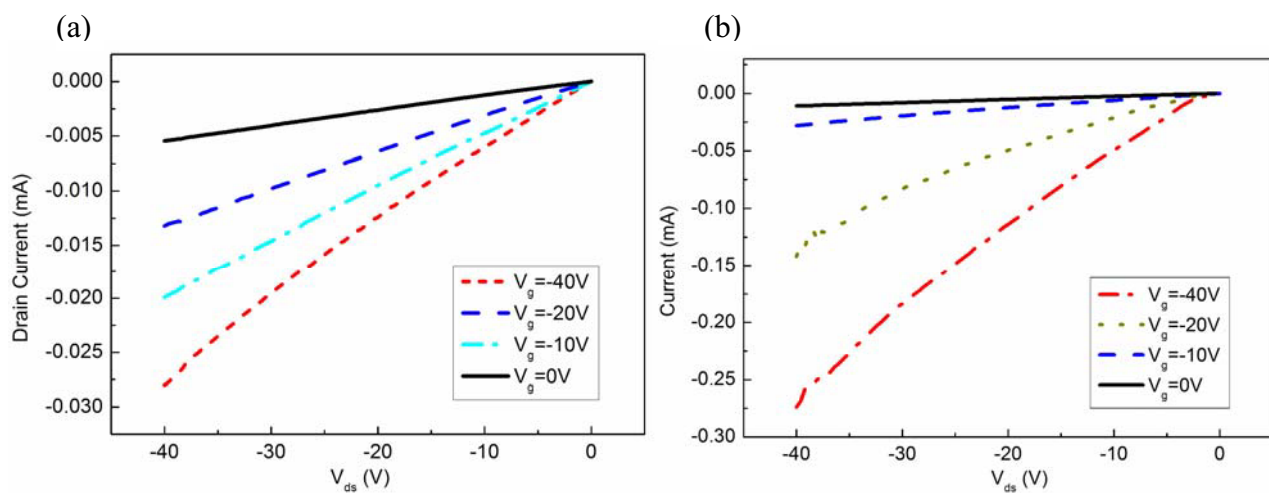 (a)
(b)
0.000
-0.005
-0.010
-0.015
-0.020
-0.025
-0.030
Drain Current (mA)
Vg=-40V
Vg=-20V
Vg=-10V
Vg=0V
-40
-30
-20
-10
0
Vds (V)
0.00
-0.05
-0.10
-0.15
-0.20
-0.25
-0.30
Current (mA)
Vg=-40V
Vg=-20V
Vg=-10V
Vg=0V
-40
-30
-20
-10
0
Vds (V)